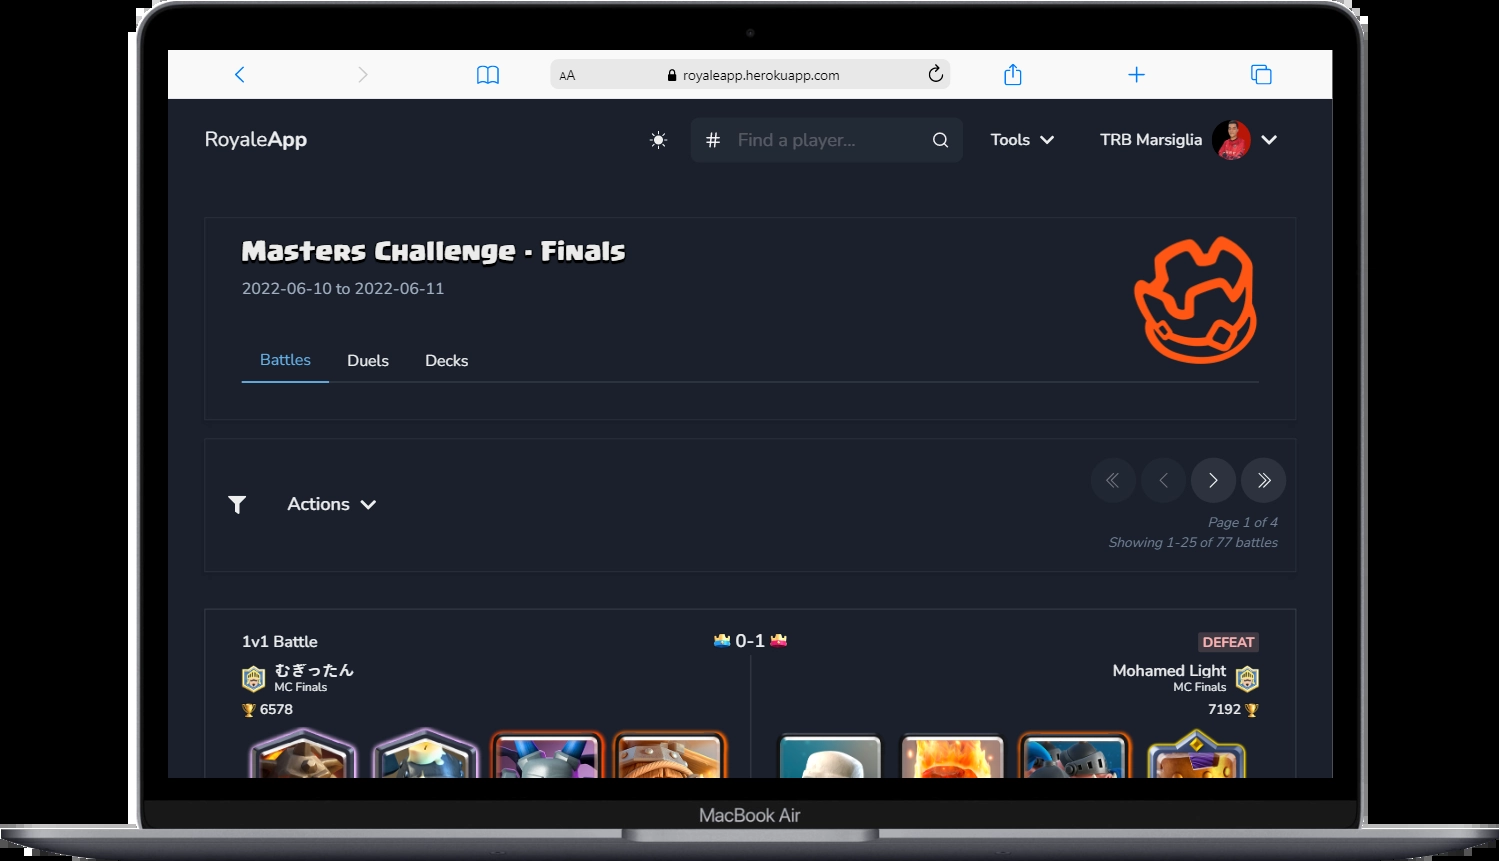 AA
royaleapp.herokuapp.com
RoyaleApp
# Find a player...
Tools
TRB Marsiglia
Masters Challenge - Finals
2022-06-10 to 2022-06-11
Battles Duels Decks
Actions
Page 1 of 4
Showing 1-25 of 77 battles
1v1 Battle
0-1
DEFEAT
むぎったん
MC Finals
6578
Mohamed Light
MC Finals
7192
MacBook Air